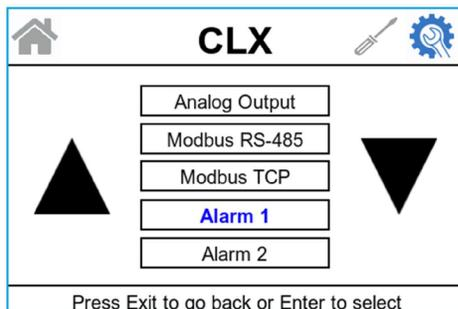 CLX
Analog Output
Modbus RS-485
Modbus TCP
Alarm 1
Alarm 2
Press Exit to go back or Enter to select